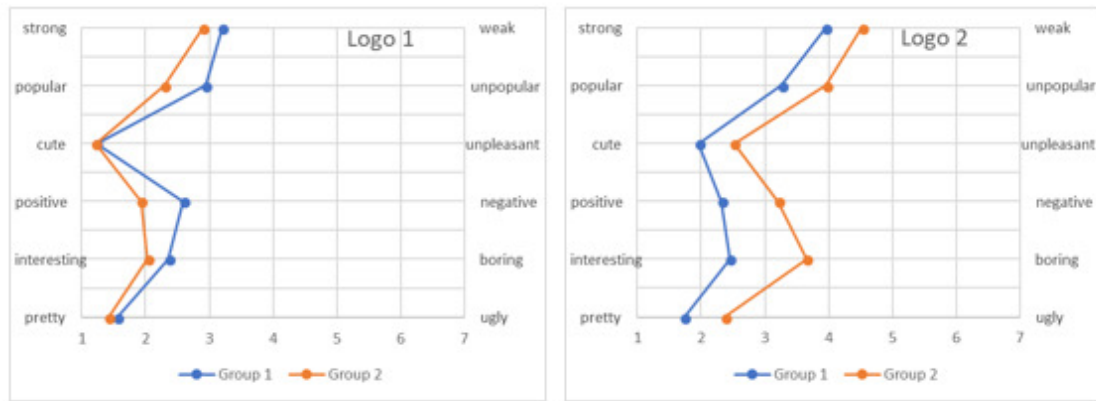 Logo 1
strong weak
popular unpopular
cute unpleasant
positive negative
interesting boring
pretty ugly
1 2 3 4 5 6 7
Group 1 Group 2
Logo 2
strong weak
popular unpopular
cute unpleasant
positive negative
interesting boring
pretty ugly
1 2 3 4 5 6 7
Group 1 Group 2